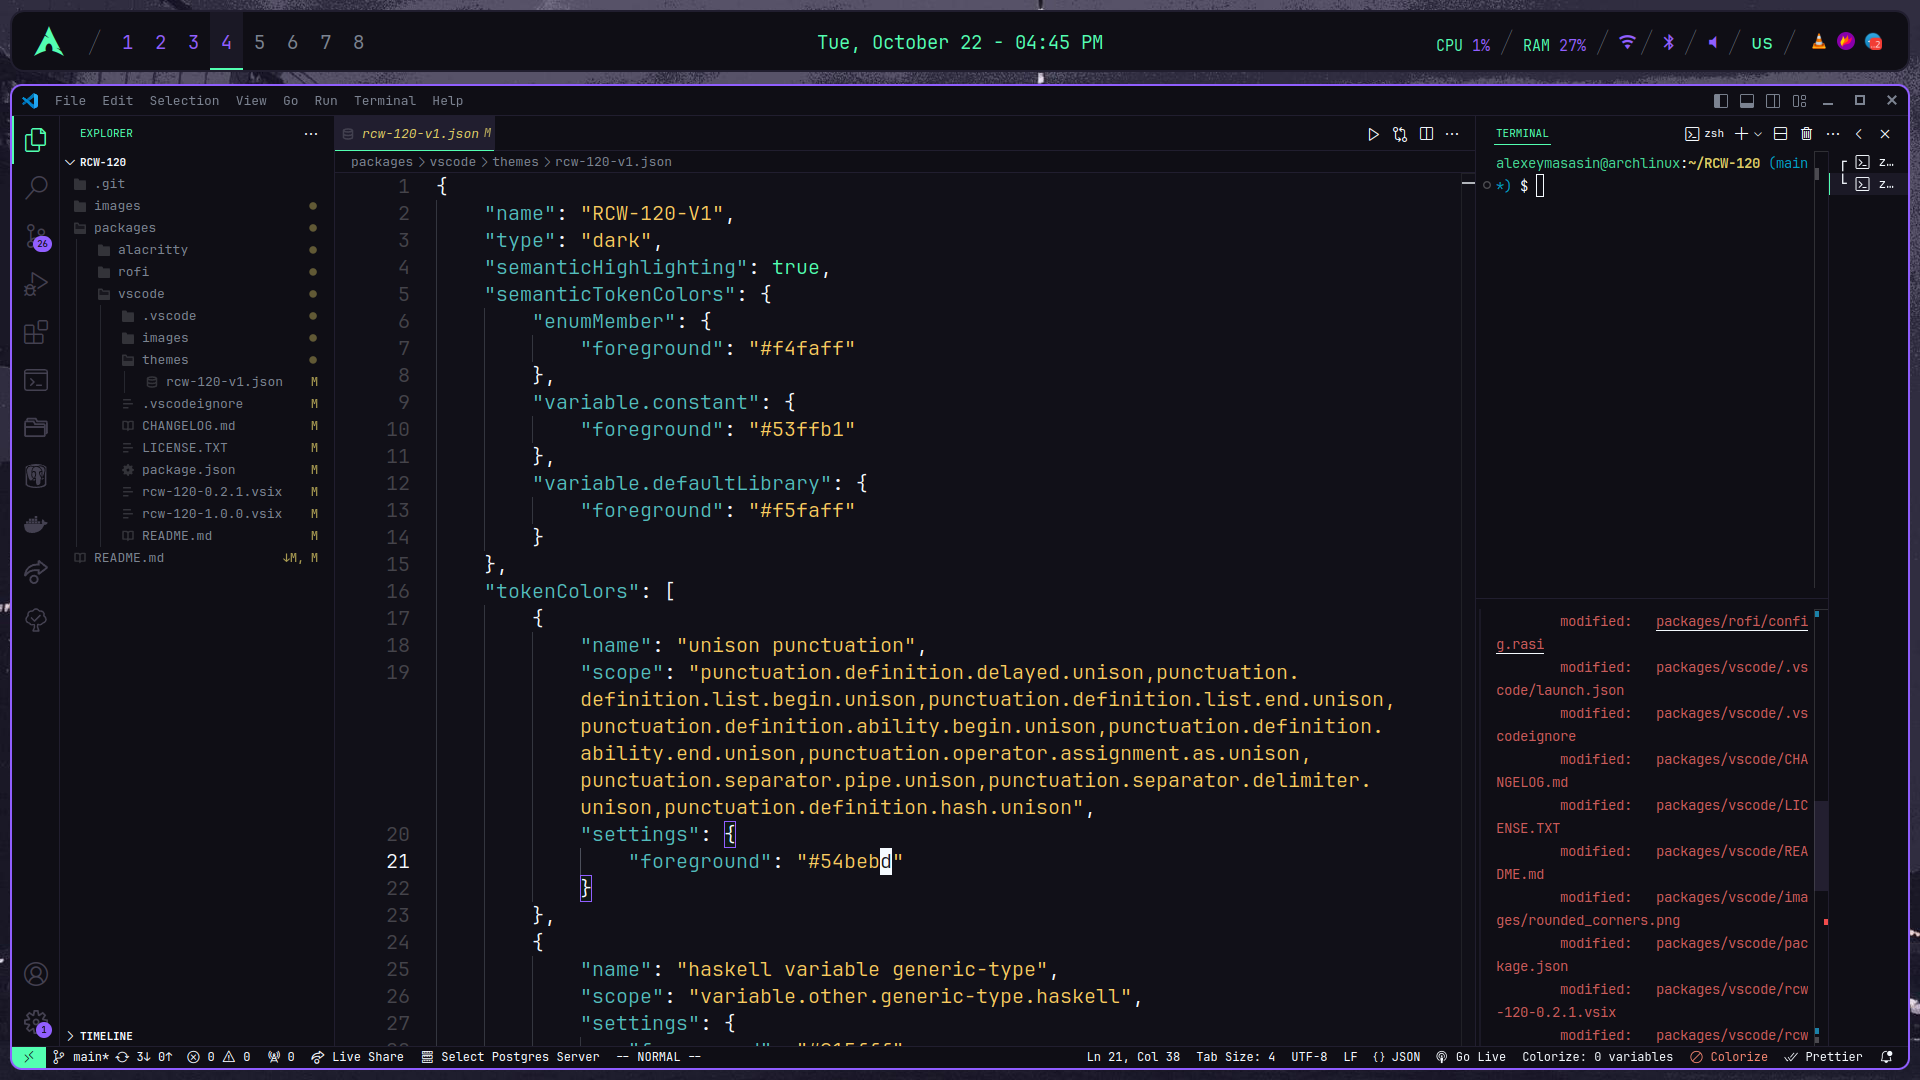 1 2 3 4 5 6 7 8
Tue, October 22 - 04:45 PM
CPU 1% RAM 27% US
File Edit Selection View Go Run Terminal Help
EXPLORER
RCW-120
.git
images
packages
alacritty
rofi
vscode
.vscode
images
themes
rcw-120-v1.json M
.vscodeignore M
CHANGELOG.md M
LICENSE.TXT M
package.json M
rcw-120-0.2.1.vsix M
rcw-120-1.0.0.vsix M
README.md M
README.md ↓M, M
TIMELINE
26
1
rcw-120-v1.json M
packages > vscode > themes > rcw-120-v1.json
1 {
2 "name": "RCW-120-V1",
3 "type": "dark",
4 "semanticHighlighting": true,
5 "semanticTokenColors": {
6 "enumMember": {
7 "foreground": "#f4faff"
8 },
9 "variable.constant": {
10 "foreground": "#53ffb1"
11 },
12 "variable.defaultLibrary": {
13 "foreground": "#f5faff"
14 }
15 },
16 "tokenColors": [
17 {
18 "name": "unison punctuation",
19 "scope": "punctuation.definition.delayed.unison,punctuation.
definition.list.begin.unison,punctuation.definition.list.end.unison,
punctuation.definition.ability.begin.unison,punctuation.definition.
ability.end.unison,punctuation.operator.assignment.as.unison,
punctuation.separator.pipe.unison,punctuation.separator.delimiter.
unison,punctuation.definition.hash.unison",
20 "settings": {
21 "foreground": "#54bebd"
22 }
23 },
24 {
25 "name": "haskell variable generic-type",
26 "scope": "variable.other.generic-type.haskell",
27 "settings": {
TERMINAL
zsh
alexeymasasin@archlinux:~/RCW-120 (main
*) $
z...
z...
modified: packages/rofi/confi
g.rasi
modified: packages/vscode/.vs
code/launch.json
modified: packages/vscode/.vs
codeignore
modified: packages/vscode/CHA
NGELOG.md
modified: packages/vscode/LIC
ENSE.TXT
modified: packages/vscode/REA
DME.md
modified: packages/vscode/ima
ges/rounded_corners.png
modified: packages/vscode/pac
kage.json
modified: packages/vscode/rcw
-120-0.2.1.vsix
modified: packages/vscode/rcw
main* 3↓ 0↑ 0 0 0 Live Share Select Postgres Server -- NORMAL --
Ln 21, Col 38 Tab Size: 4 UTF-8 LF {} JSON Go Live Colorize: 0 variables Colorize Prettier